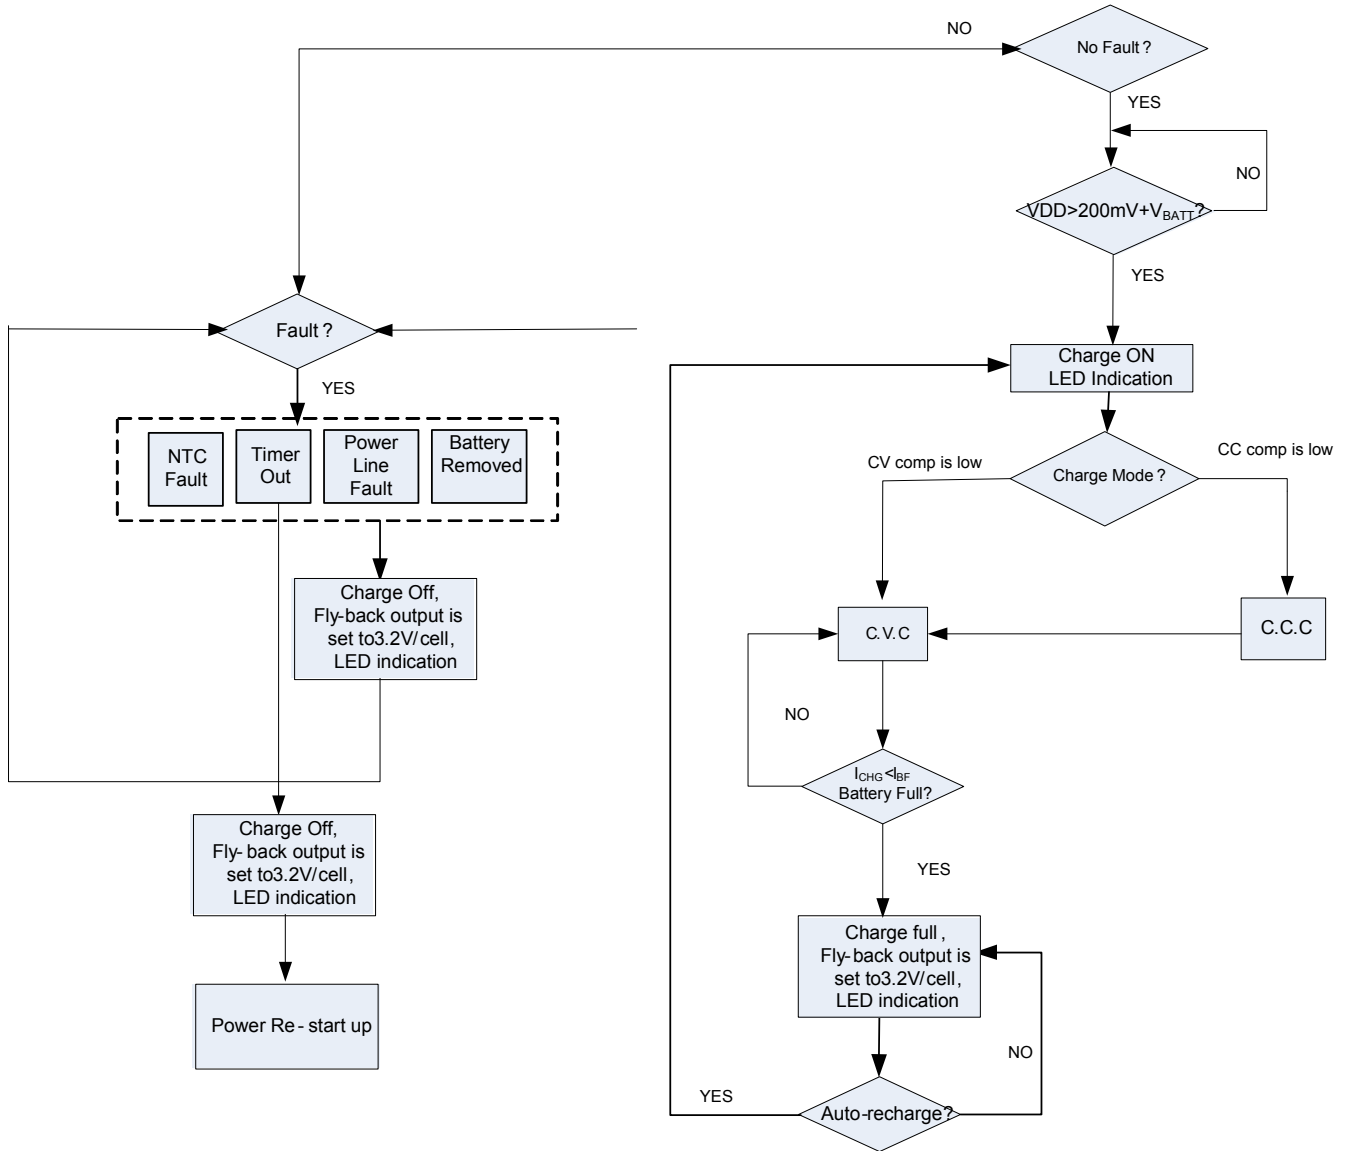 NO
No Fault ?
YES
NO
VDD>200mV+VBATT?
YES
Fault ?
YES
Charge ON
LED Indication
NTC
Fault
Timer
Out
Power
Line
Fault
Battery
Removed
CV comp is low
Charge Mode ?
CC comp is low
Charge Off,
Fly-back output is
set to3.2V/cell,
LED indication
C.V.C
C.C.C
NO
ICHG<IBF
Battery Full?
Charge Off,
Fly- back output is
set to3.2V/cell,
LED indication
YES
Charge full ,
Fly- back output is
set to3.2V/cell,
LED indication
Power Re - start up
NO
YES
Auto-recharge?